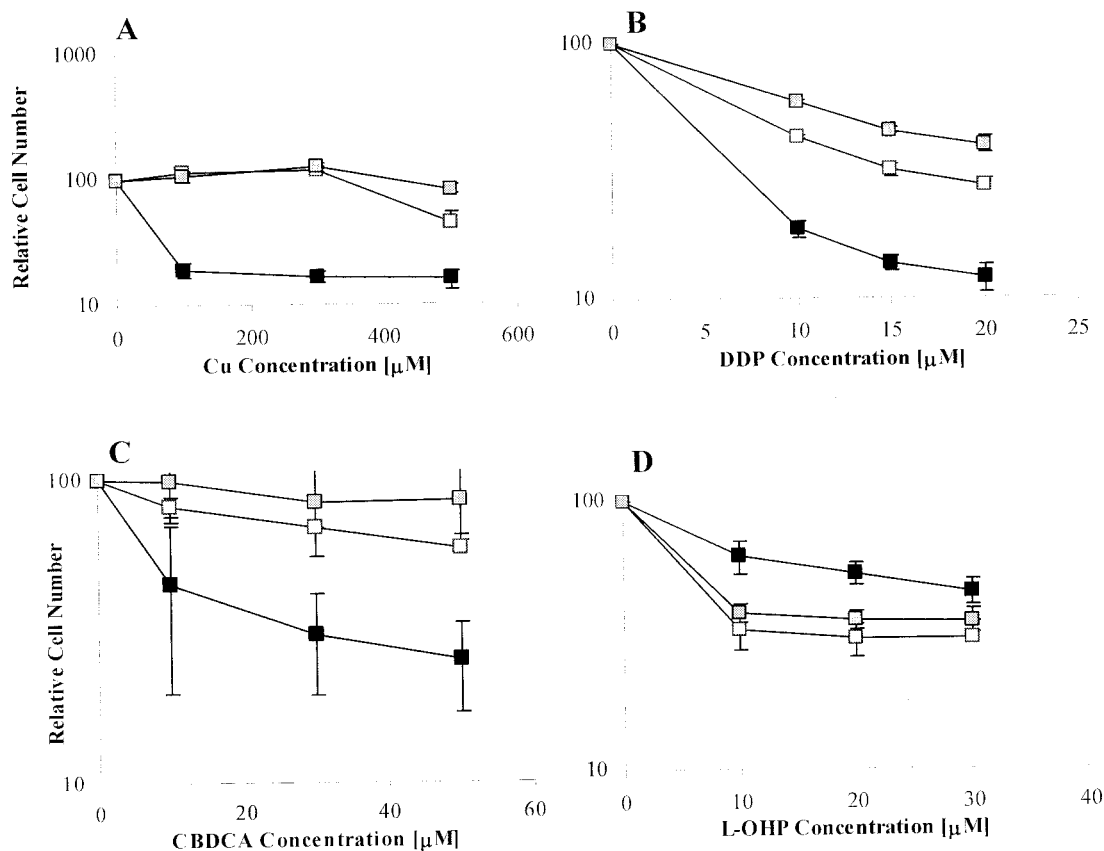 A
1000
100
10
Relative Cell Number
0
200
400
600
Cu Concentration [μM]
B
100
10
0
5
10
15
20
25
DDP Concentration [μM]
C
100
10
Relative Cell Number
0
20
40
60
CBDCA Concentration [μM]
D
100
10
0
10
20
30
40
L-OHP Concentration [μM]